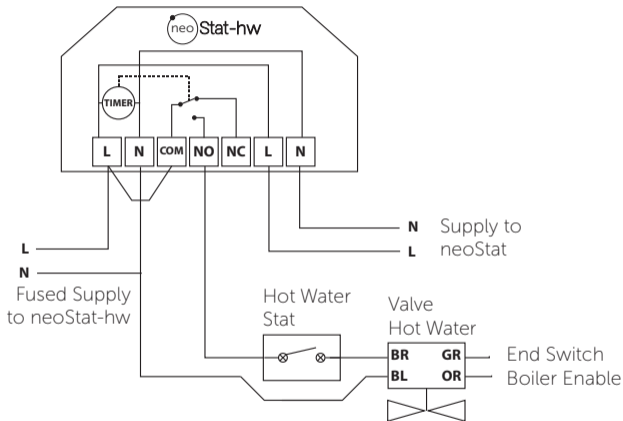 neo Stat-hw
TIMER
L N COM NO NC L N
N Supply to
L neoStat
L
N
Fused Supply
to neoStat-hw
Hot Water
Stat
Valve
Hot Water
BR GR End Switch
BL OR Boiler Enable